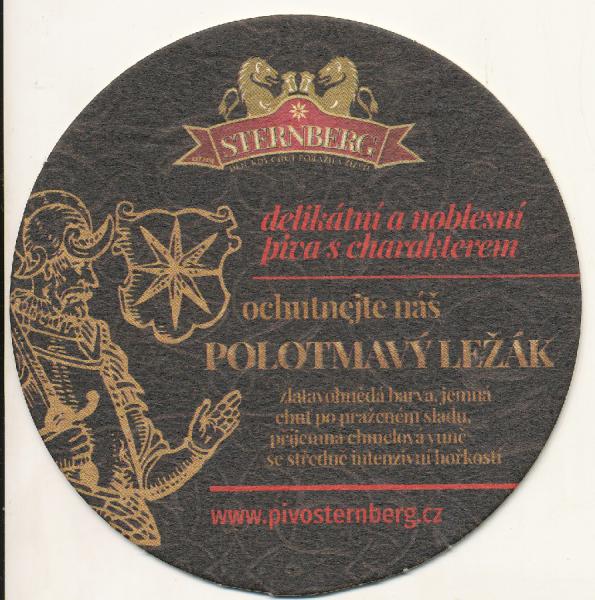 STERNBERG
delikátní a noblesní
piva s charakterem
ochutnejte náš
POLOTMAVÝ LEŽÁK
zlatavohnědá barva, jemná
chuť po praženém sladu,
příjemná chmelová vůně
se středně intenzivní hořkostí
www.pivosternberg.cz